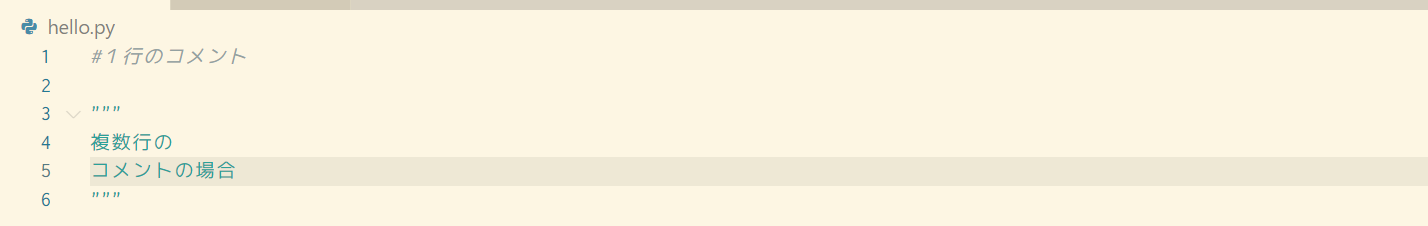 hello.py
1 #１行のコメント
2
3 """
4 複数行の
5 コメントの場合
6 """